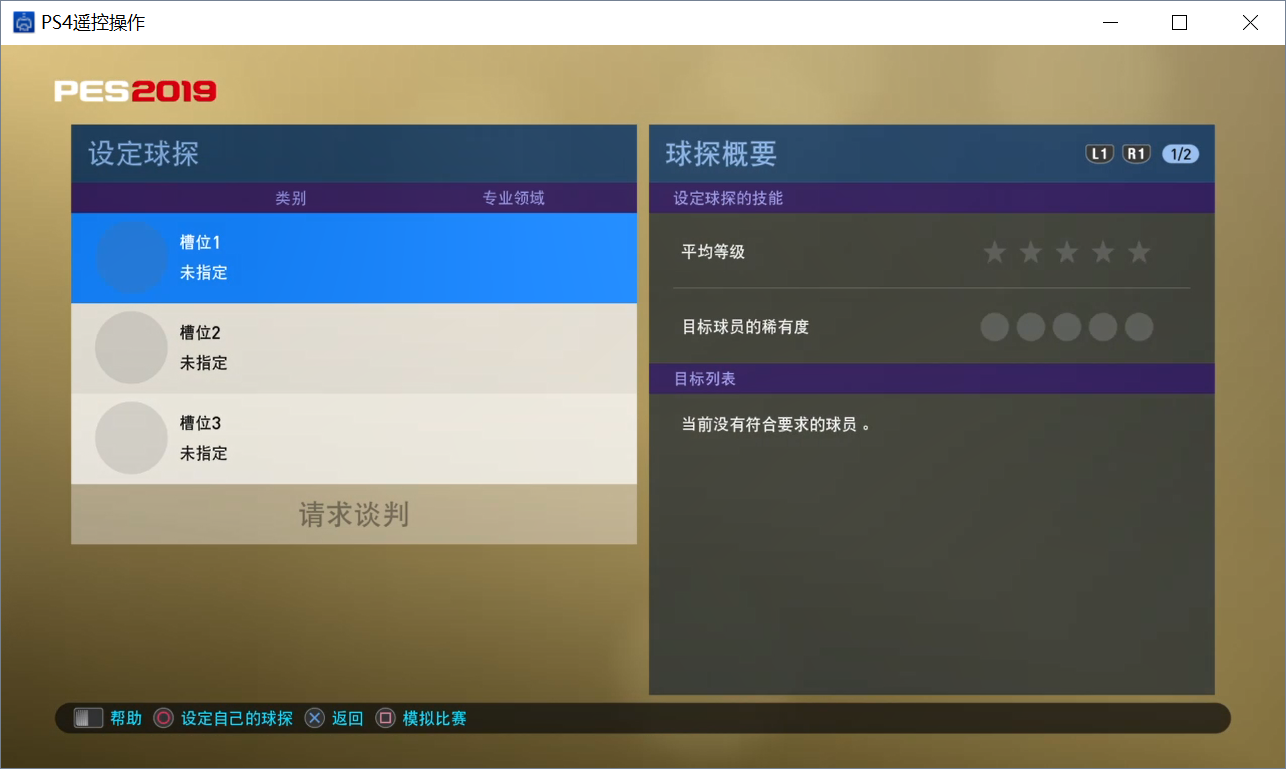 PS4遥控操作
PES2019
设定球探
类别 专业领域
槽位1
未指定
槽位2
未指定
槽位3
未指定
请求谈判
球探概要 L1 R1 1/2
设定球探的技能
平均等级
目标球员的稀有度
目标列表
当前没有符合要求的球员。
帮助 设定自己的球探 返回 模拟比赛